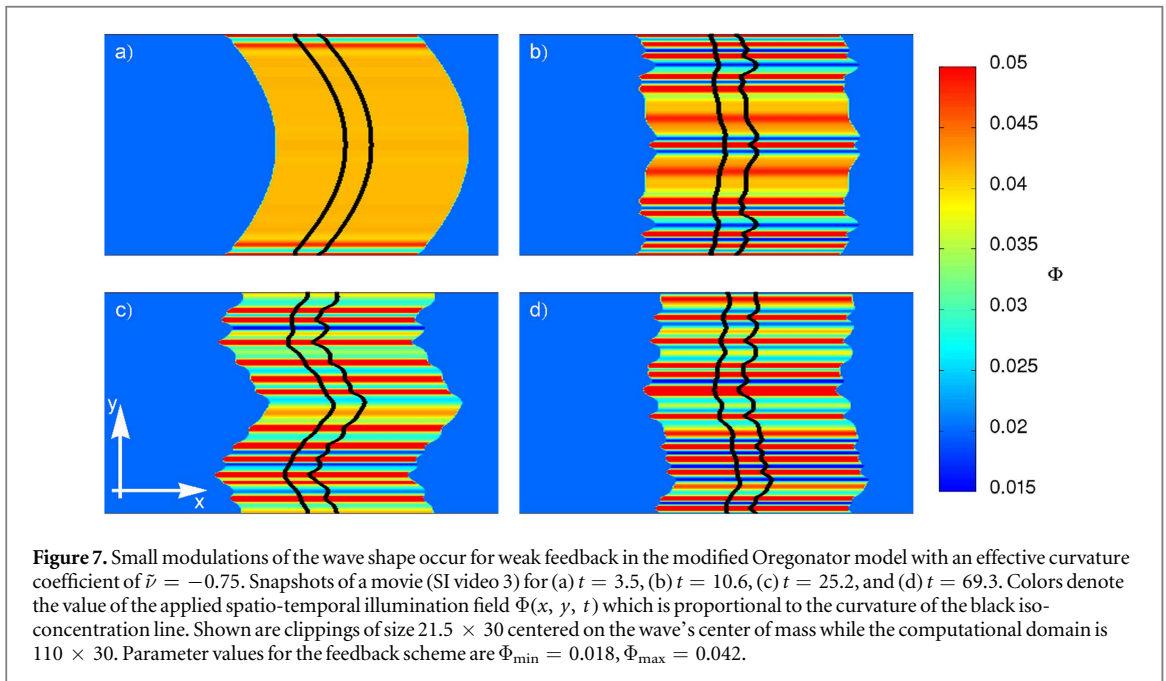 a)
b)
0.05
0.045
0.04
0.035
0.03
0.025
0.02
0.015
Φ
c)
y
x
d)
Figure 7. Small modulations of the wave shape occur for weak feedback in the modified Oregonator model with an effective curvature
coefficient of ν̃ = −0.75. Snapshots of a movie (SI video 3) for (a) t = 3.5, (b) t = 10.6, (c) t = 25.2, and (d) t = 69.3. Colors denote
the value of the applied spatio-temporal illumination field Φ(x, y, t) which is proportional to the curvature of the black iso-
concentration line. Shown are clippings of size 21.5 × 30 centered on the wave's center of mass while the computational domain is
110 × 30. Parameter values for the feedback scheme are Φmin = 0.018, Φmax = 0.042.